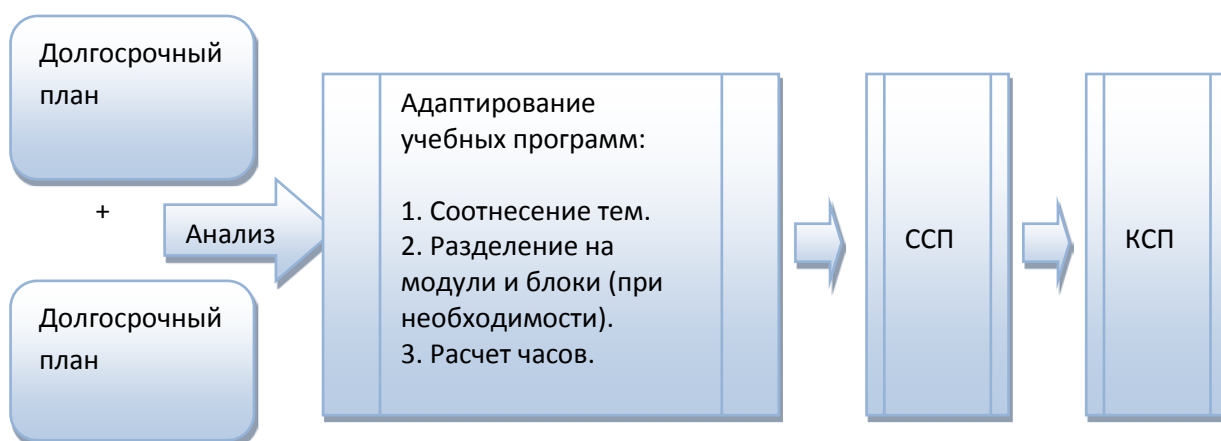 Долгосрочный
план
+
Долгосрочный
план
Анализ
Адаптирование
учебных программ:
1. Соотнесение тем.
2. Разделение на
модули и блоки (при
необходимости).
3. Расчет часов.
ССП
КСП